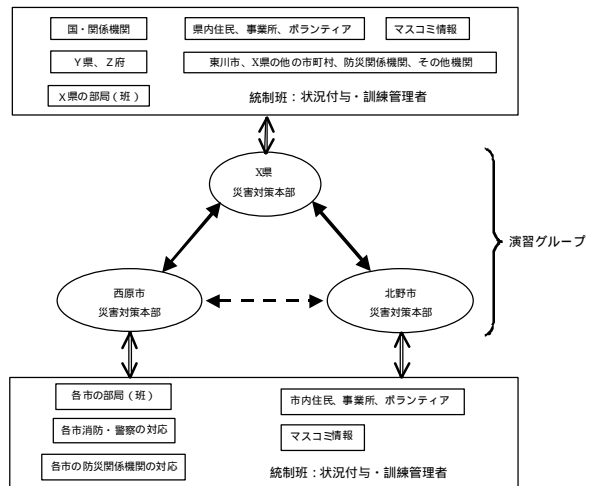 国・関係機関
県内住民、事業所、ボランティア
マスコミ情報
Y県、Z府
東川市、X県の他の市町村、防災関係機関、その他機関
X県の部局(班)
統制班:状況付与・訓練管理者
X県
災害対策本部
演習グループ
西原市
災害対策本部
北野市
災害対策本部
各市の部局(班)
市内住民、事業所、ボランティア
各市消防・警察の対応
マスコミ情報
各市の防災関係機関の対応
統制班:状況付与・訓練管理者